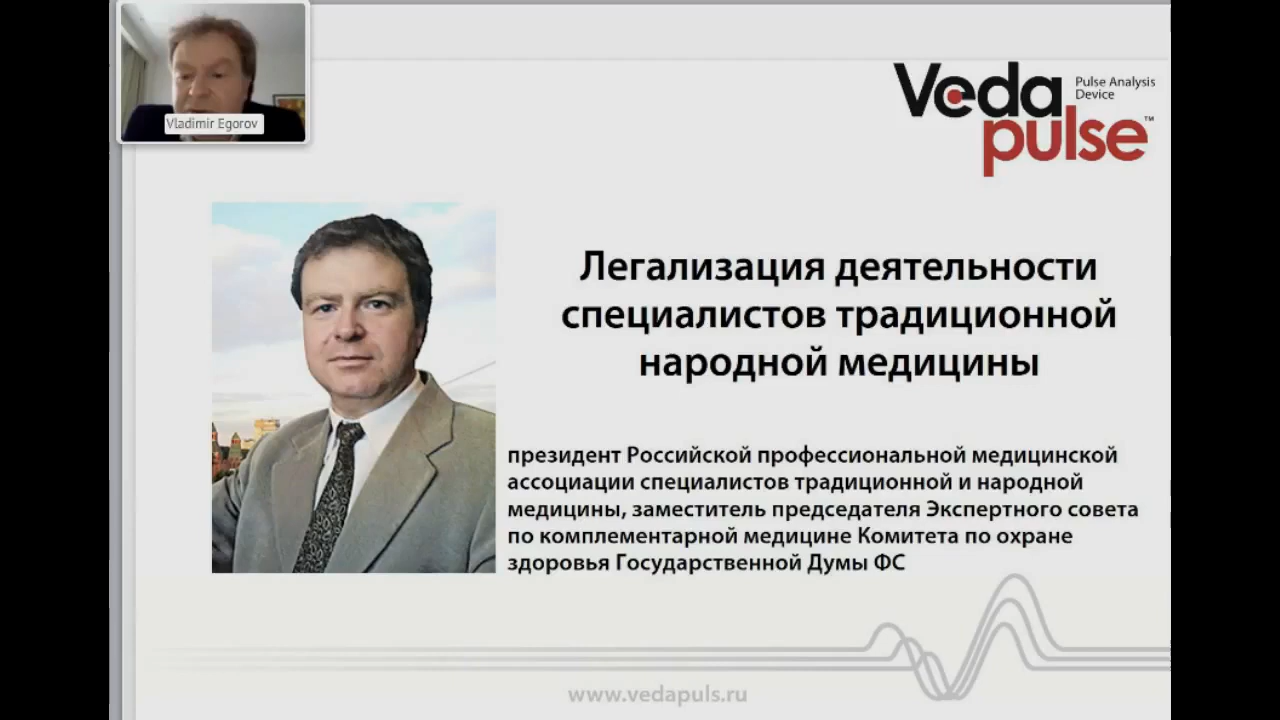 Vladimir Egorov
Veda
pulse™
Pulse Analysis
Device
Легализация деятельности
специалистов традиционной
народной медицины
президент Российской профессиональной медицинской
ассоциации специалистов традиционной и народной
медицины, заместитель председателя Экспертного совета
по комплементарной медицине Комитета по охране
здоровья Государственной Думы ФС
www.vedapuls.ru